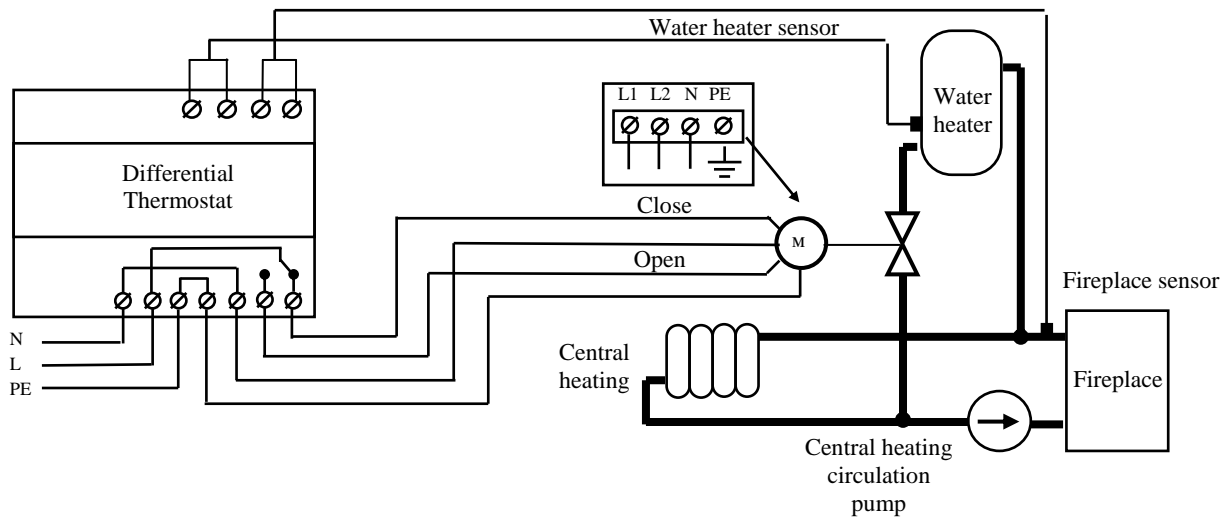 Water heater sensor
L1 L2 N PE
Water
heater
Differential
Thermostat
Close
M
Open
Fireplace sensor
N
L
PE
Central
heating
Fireplace
Central heating
circulation
pump